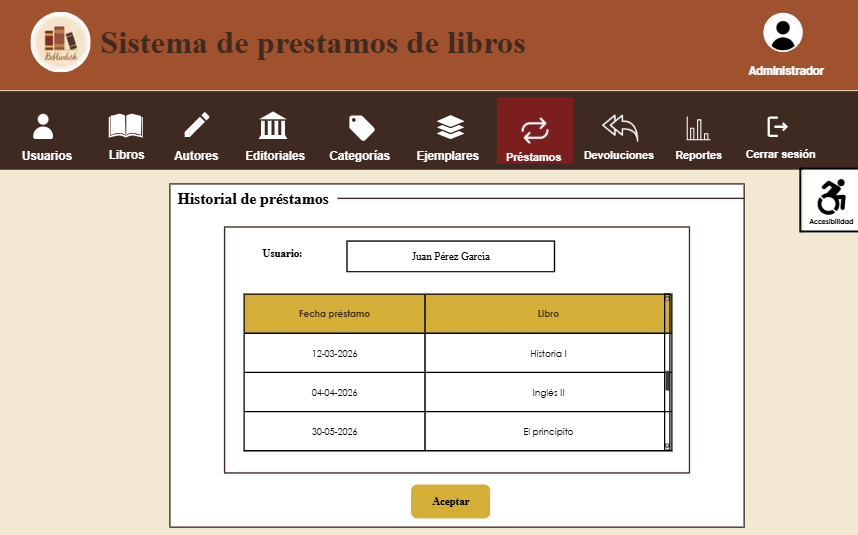 Bibliodesk
Sistema de prestamos de libros
Administrador
Usuarios
Libros
Autores
Editoriales
Categorías
Ejemplares
Préstamos
Devoluciones
Reportes
Cerrar sesión
Accesibilidad
Historial de préstamos
Usuario:
Juan Pérez García
Fecha préstamo Libro
12-03-2026 Historia I
04-04-2026 Inglés II
30-05-2026 El principito
Aceptar